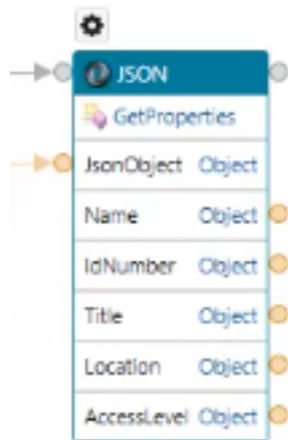 JSON
GetProperties
JsonObject Object
Name Object
IdNumber Object
Title Object
Location Object
AccessLevel Object